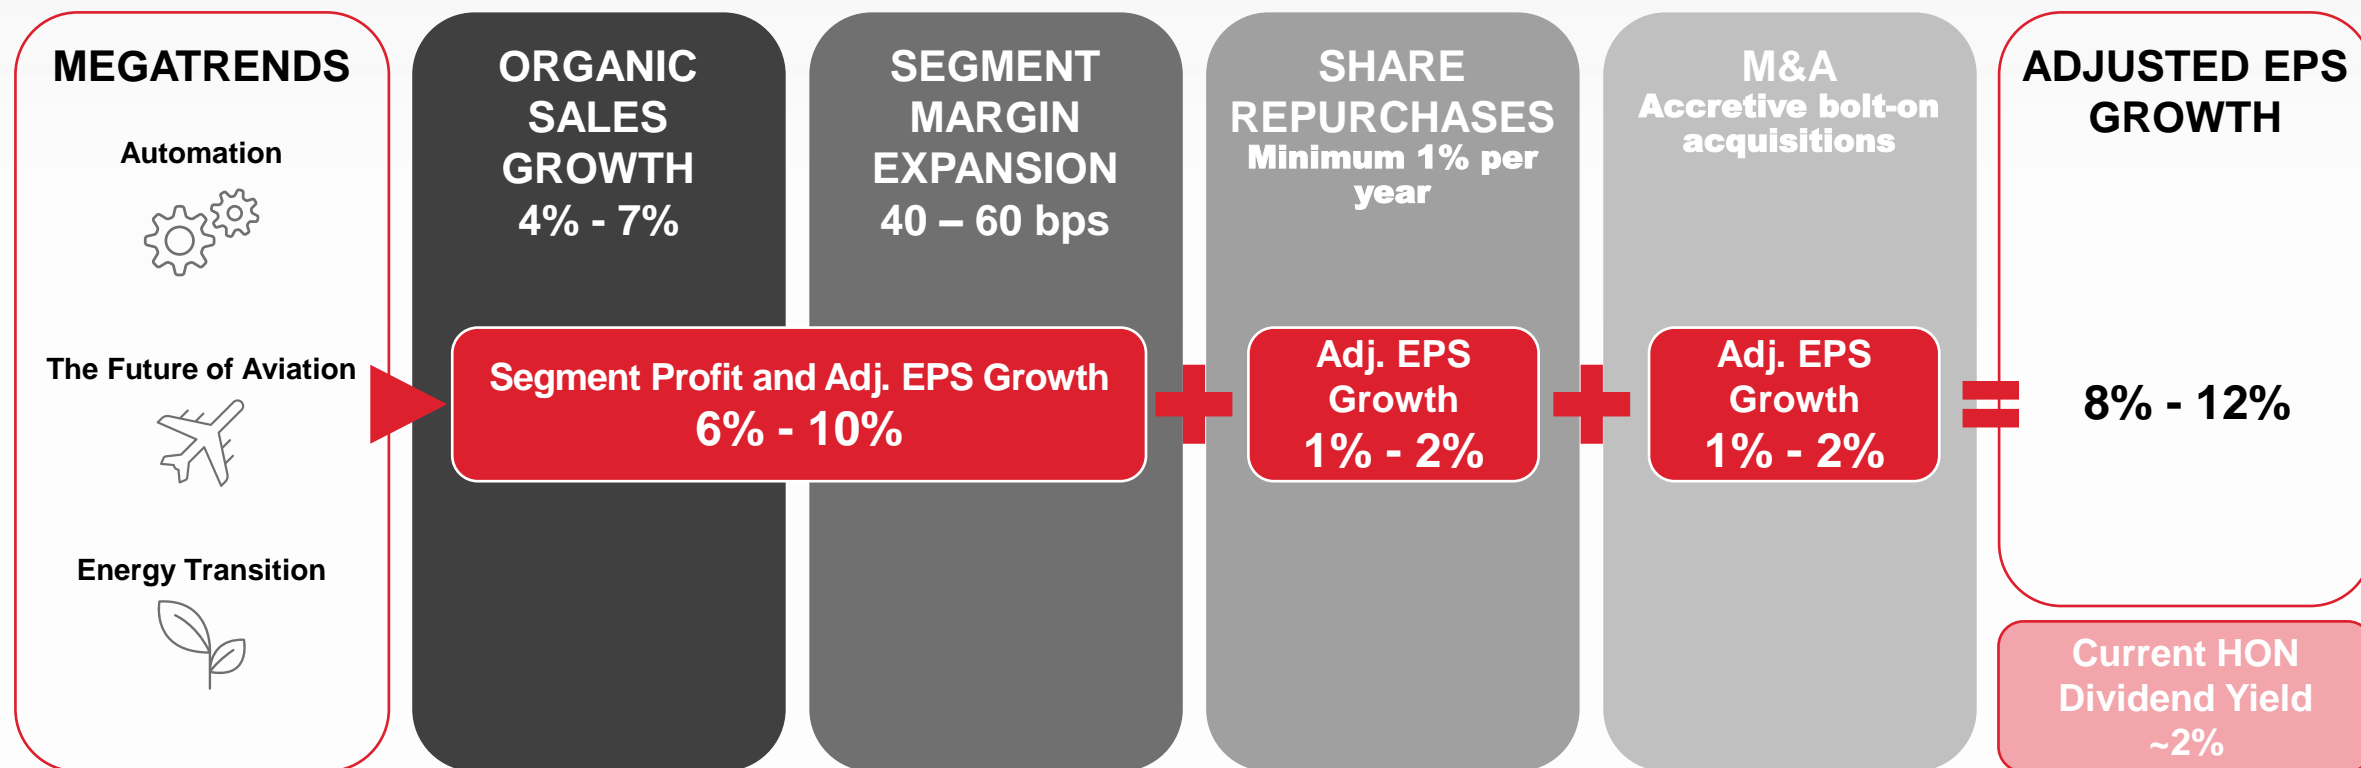 MEGATRENDS
Automation
The Future of Aviation
Energy Transition
ORGANIC
SALES
GROWTH
4% - 7%
SEGMENT
MARGIN
EXPANSION
40 – 60 bps
Segment Profit and Adj. EPS Growth
6% - 10%
SHARE
REPURCHASES
Minimum 1% per
year
Adj. EPS
Growth
1% - 2%
M&A
Accretive bolt-on
acquisitions
Adj. EPS
Growth
1% - 2%
ADJUSTED EPS
GROWTH
8% - 12%
Current HON
Dividend Yield
~2%